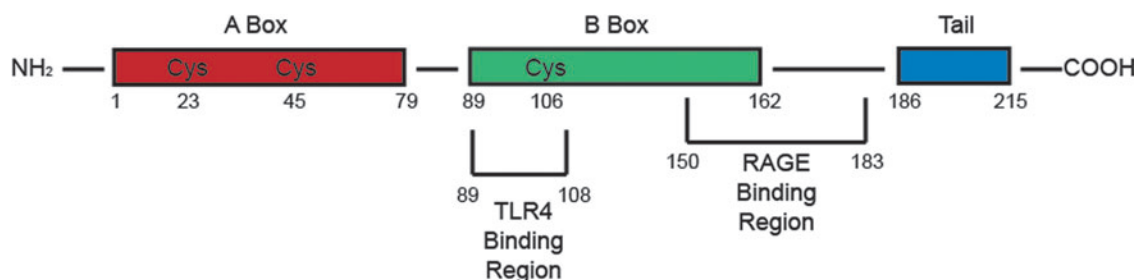 A Box B Box Tail
NH₂ Cys Cys Cys COOH
1 23 45 79 89 106 162 186 215
150 183
89 108
RAGE
Binding
Region
TLR4
Binding
Region